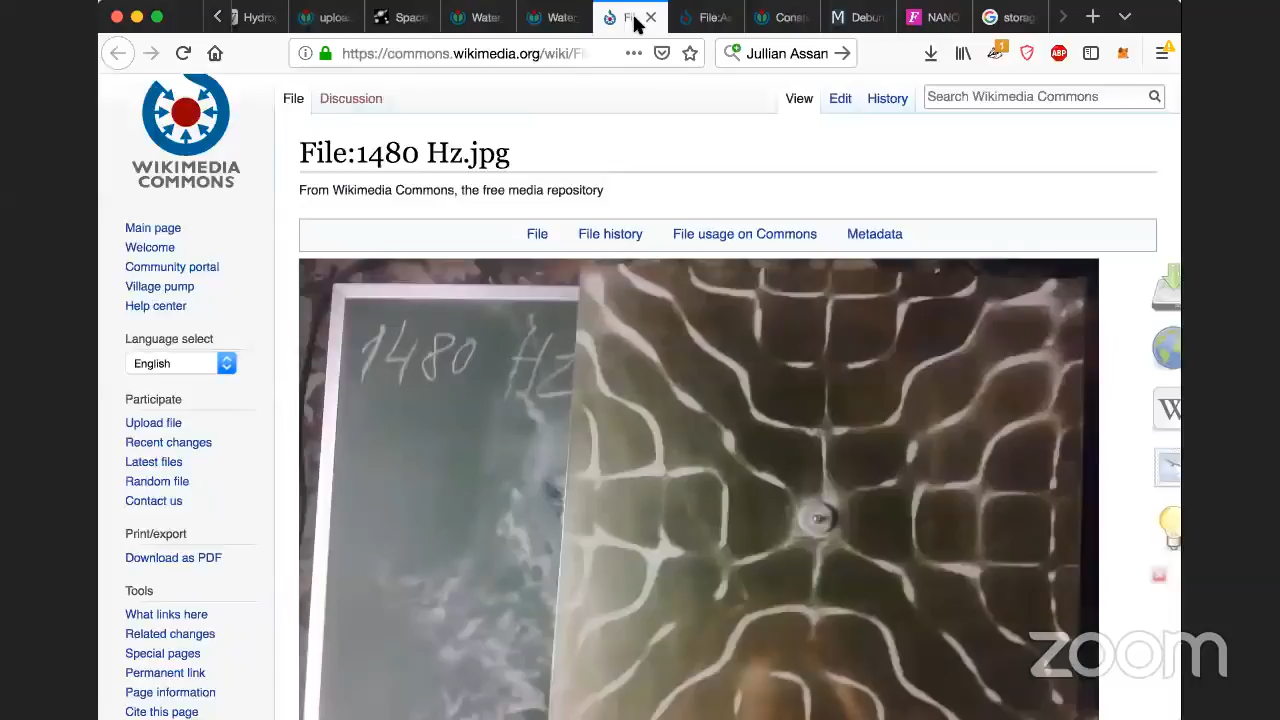 Hydro
uploa
Space
Water
Water
Fi
File:A
Cons
M Debun
F NANO
G storag
https://commons.wikimedia.org/wiki/Fi
Jullian Assan
1
ABP
WIKIMEDIA
COMMONS
File
Discussion
View
Edit
History
Search Wikimedia Commons
File:1480 Hz.jpg
From Wikimedia Commons, the free media repository
File
File history
File usage on Commons
Metadata
Main page
Welcome
Community portal
Village pump
Help center
Language select
English
Participate
Upload file
Recent changes
Latest files
Random file
Contact us
Print/export
Download as PDF
Tools
What links here
Related changes
Special pages
Permanent link
Page information
Cite this page
1480 Hz
W
zoom